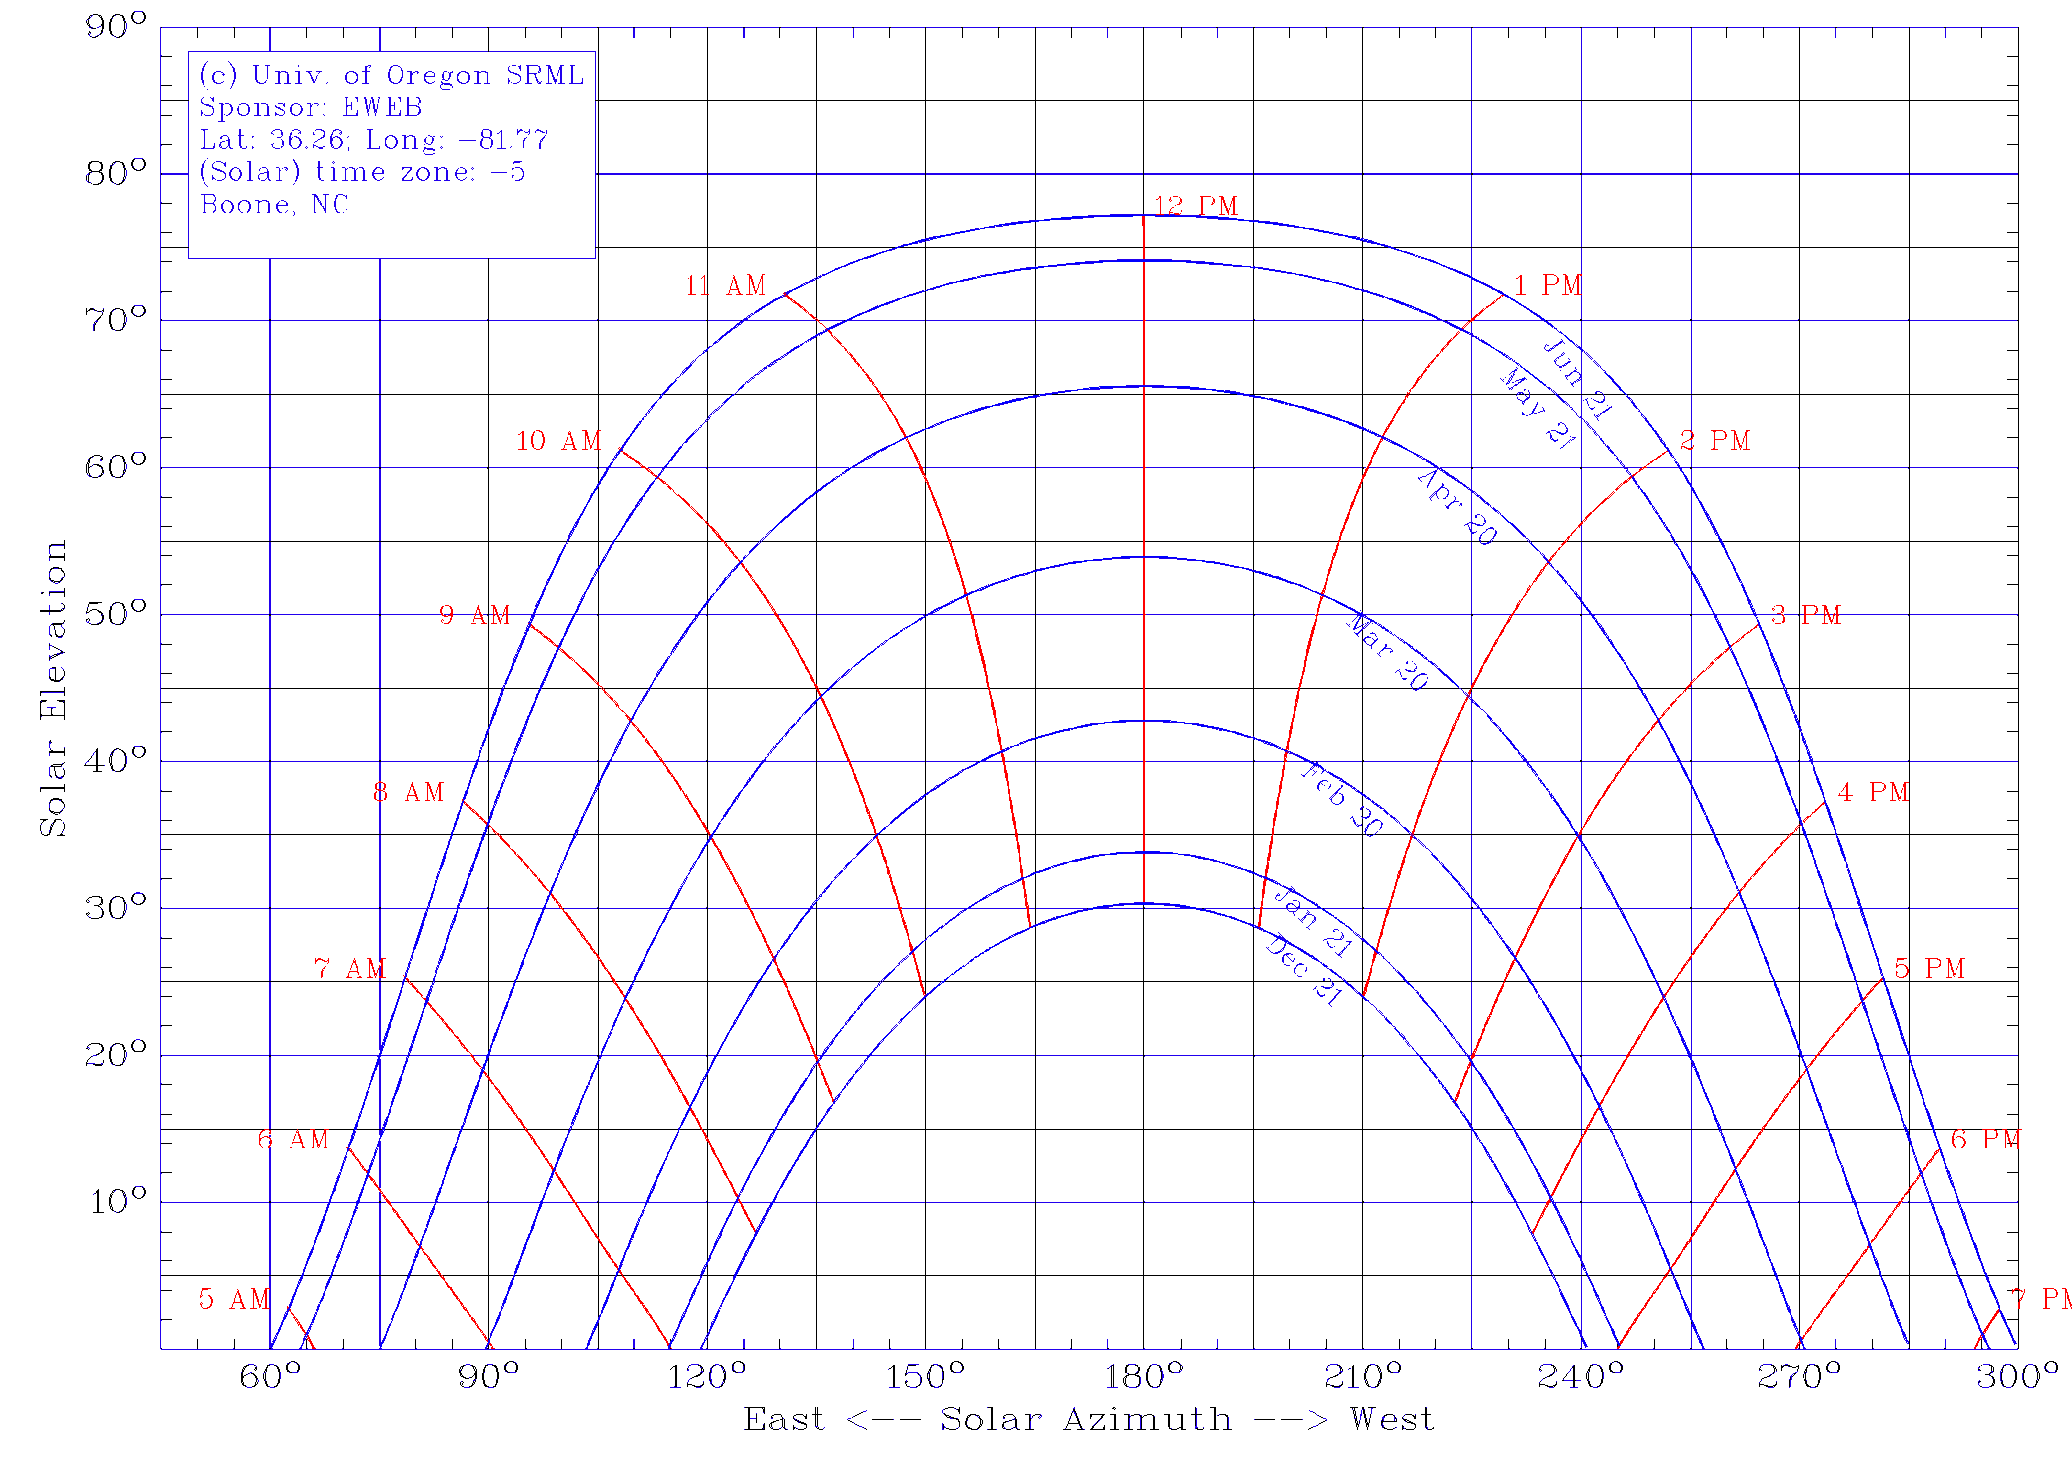 90°
(c) Univ. of Oregon SRML
Sponsor: EWEB
Lat: 36.26; Long: -81.77
(Solar) time zone: -5
Boone, NC
80°
12 PM
11 AM
1 PM
70°
Jun 21
May 21
10 AM
2 PM
60°
Apr 20
9 AM
3 PM
50°
Mar 20
Solar Elevation
40°
8 AM
4 PM
Feb 30
30°
Jan 21
Dec 21
7 AM
5 PM
20°
6 AM
6 PM
10°
5 AM
7 PM
60° 90° 120° 150° 180° 210° 240° 270° 300°
East <-- Solar Azimuth --> West